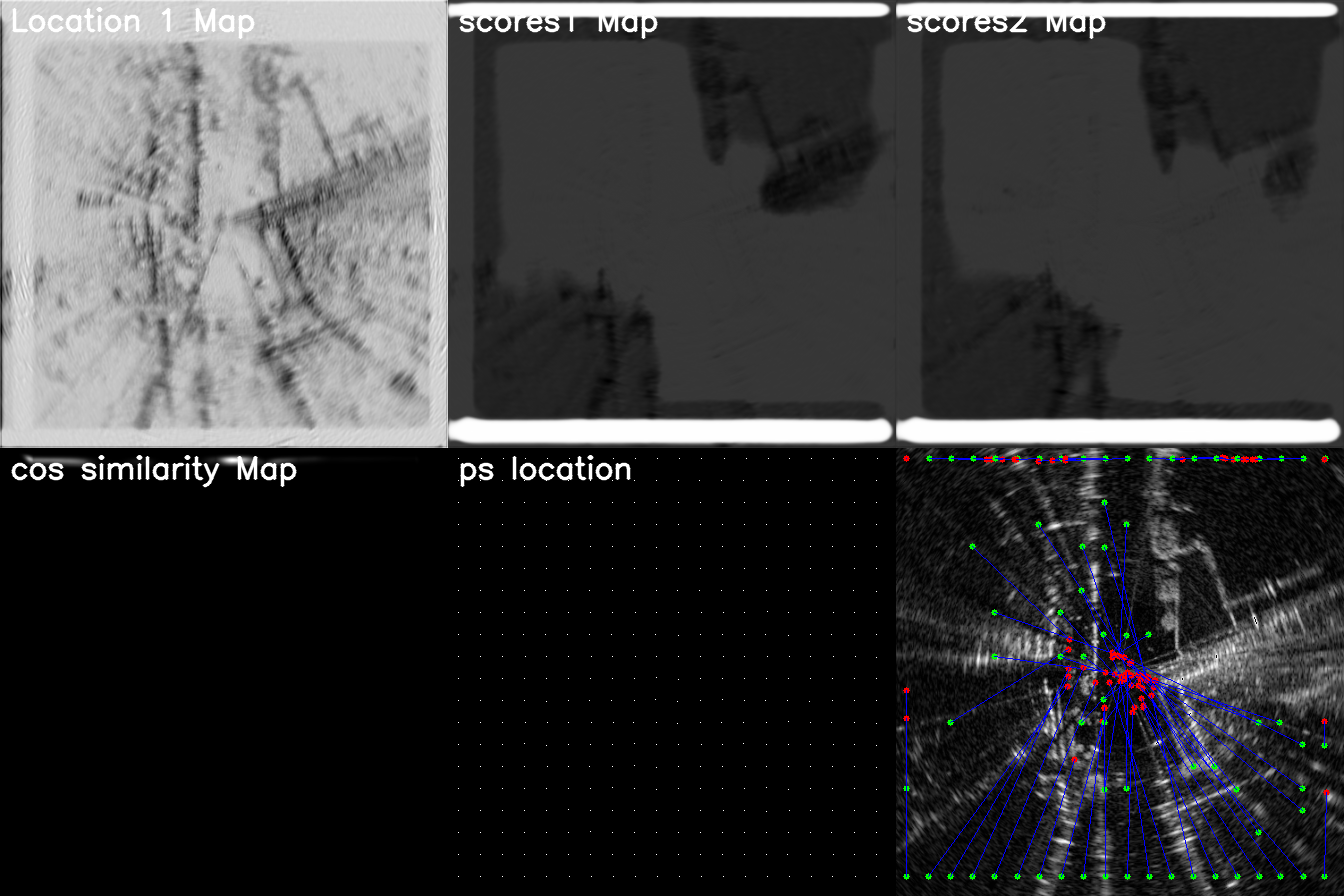 Location 1 Map
scores1 Map
scores2 Map
cos similarity Map
ps location